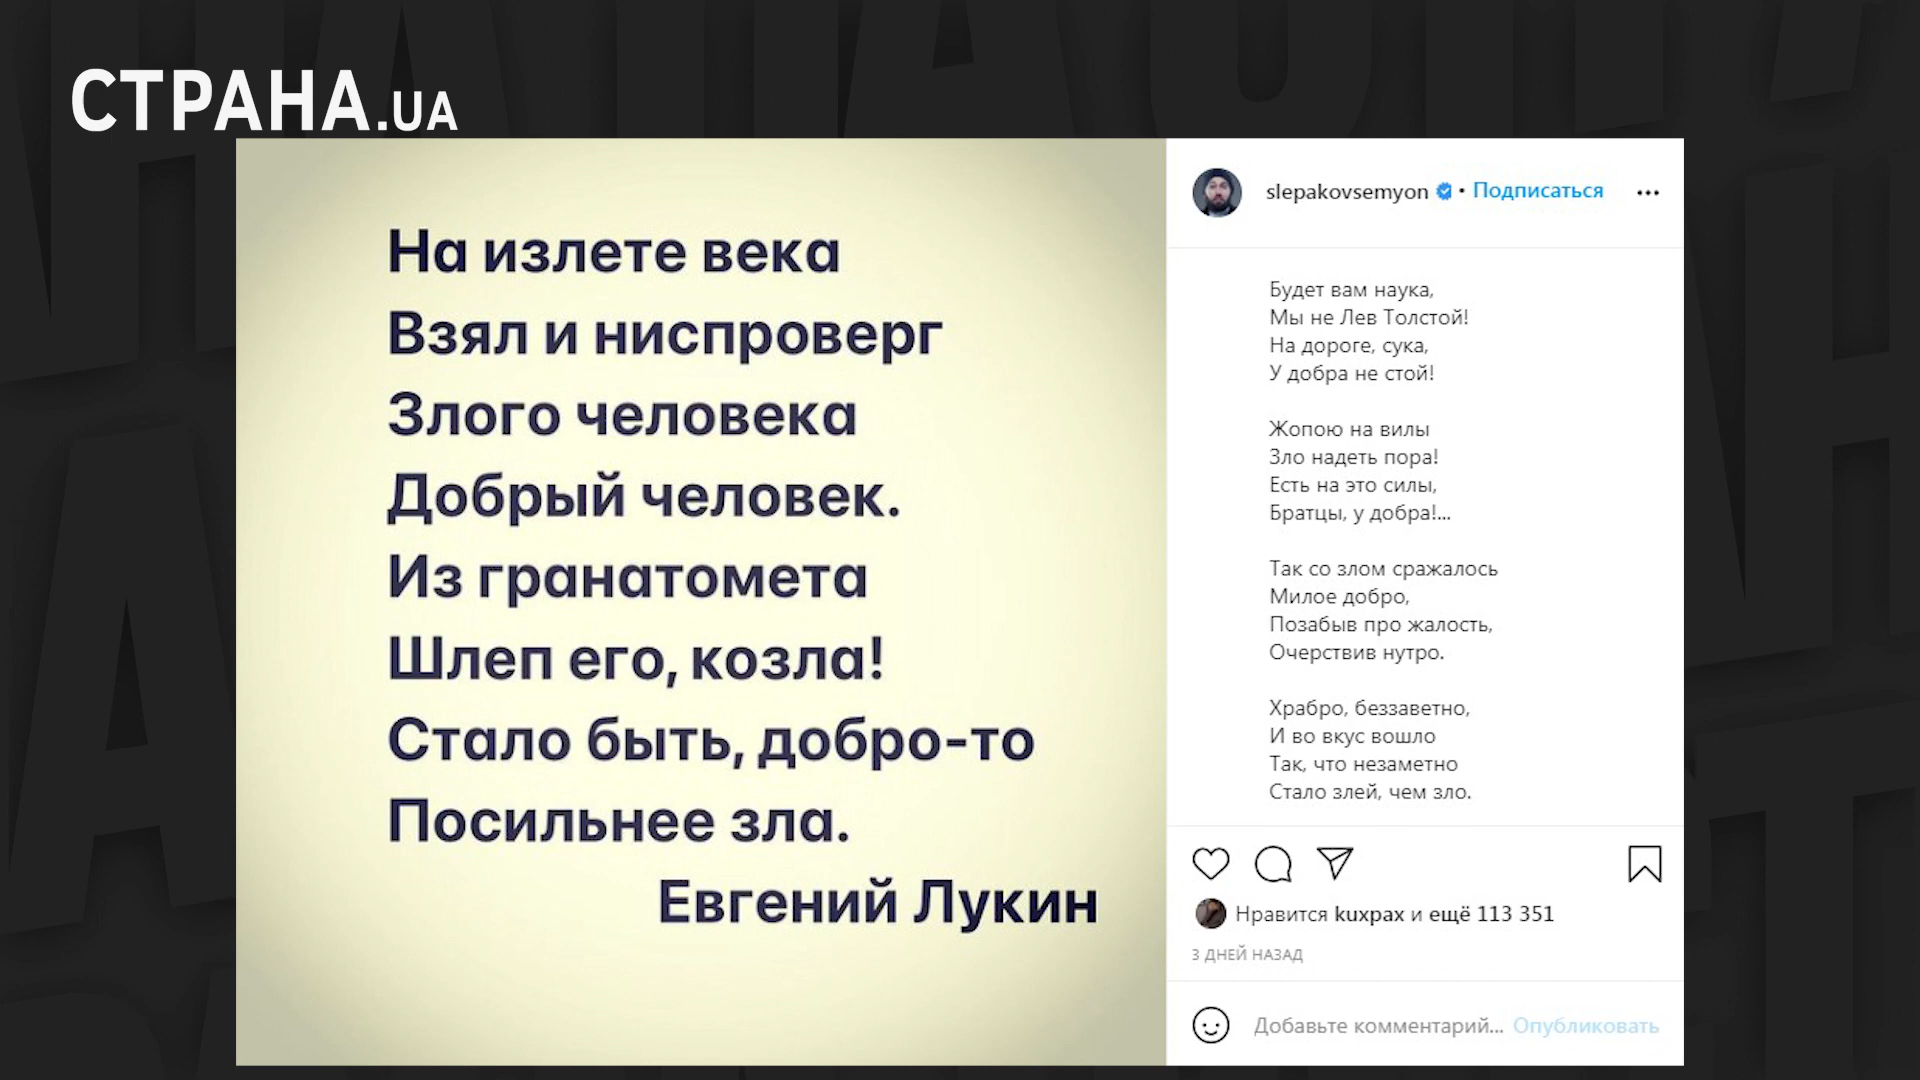 СТРАНА.UA
На излете века
Взял и ниспроверг
Злого человека
Добрый человек.
Из гранатомета
Шлеп его, козла!
Стало быть, добро-то
Посильнее зла.
Евгений Лукин
slepakovsemyon • Подписаться
Будет вам наука,
Мы не Лев Толстой!
На дороге, сука,
У добра не стой!
Жопою на вилы
Зло надеть пора!
Есть на это силы,
Братцы, у добра!...
Так со злом сражалось
Милое добро,
Позабыв про жалость,
Очерствив нутро.
Храбро, беззаветно,
И во вкус вошло
Так, что незаметно
Стало злей, чем зло.
Нравится kuxpax и ещё 113 351
3 ДНЕЙ НАЗАД
Добавьте комментарий... Опубликовать